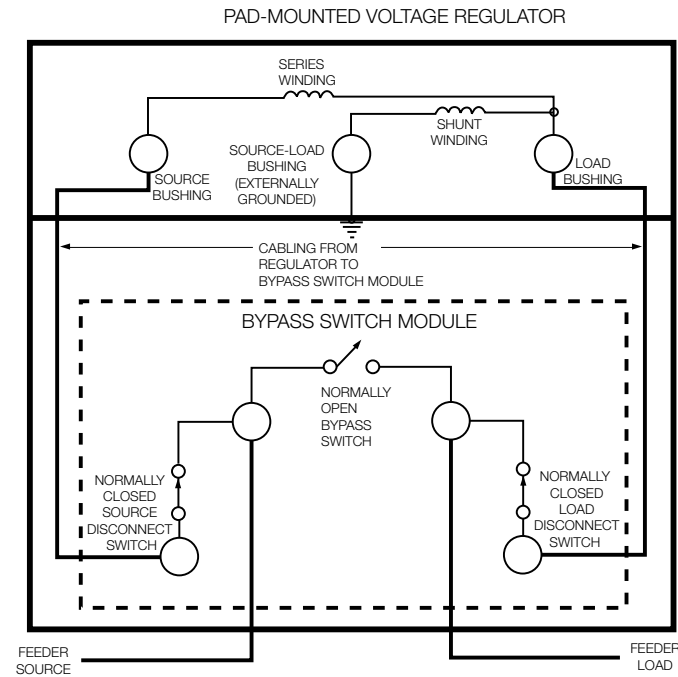 PAD-MOUNTED VOLTAGE REGULATOR
SERIES
WINDING
SHUNT
WINDING
SOURCE-LOAD
BUSHING
(EXTERNALLY
GROUNDED)
SOURCE
BUSHING
LOAD
BUSHING
CABLING FROM
REGULATOR TO
BYPASS SWITCH MODULE
BYPASS SWITCH MODULE
NORMALLY
OPEN
BYPASS
SWITCH
NORMALLY
CLOSED
SOURCE
DISCONNECT
SWITCH
NORMALLY
CLOSED
LOAD
DISCONNECT
SWITCH
FEEDER
SOURCE
FEEDER
LOAD